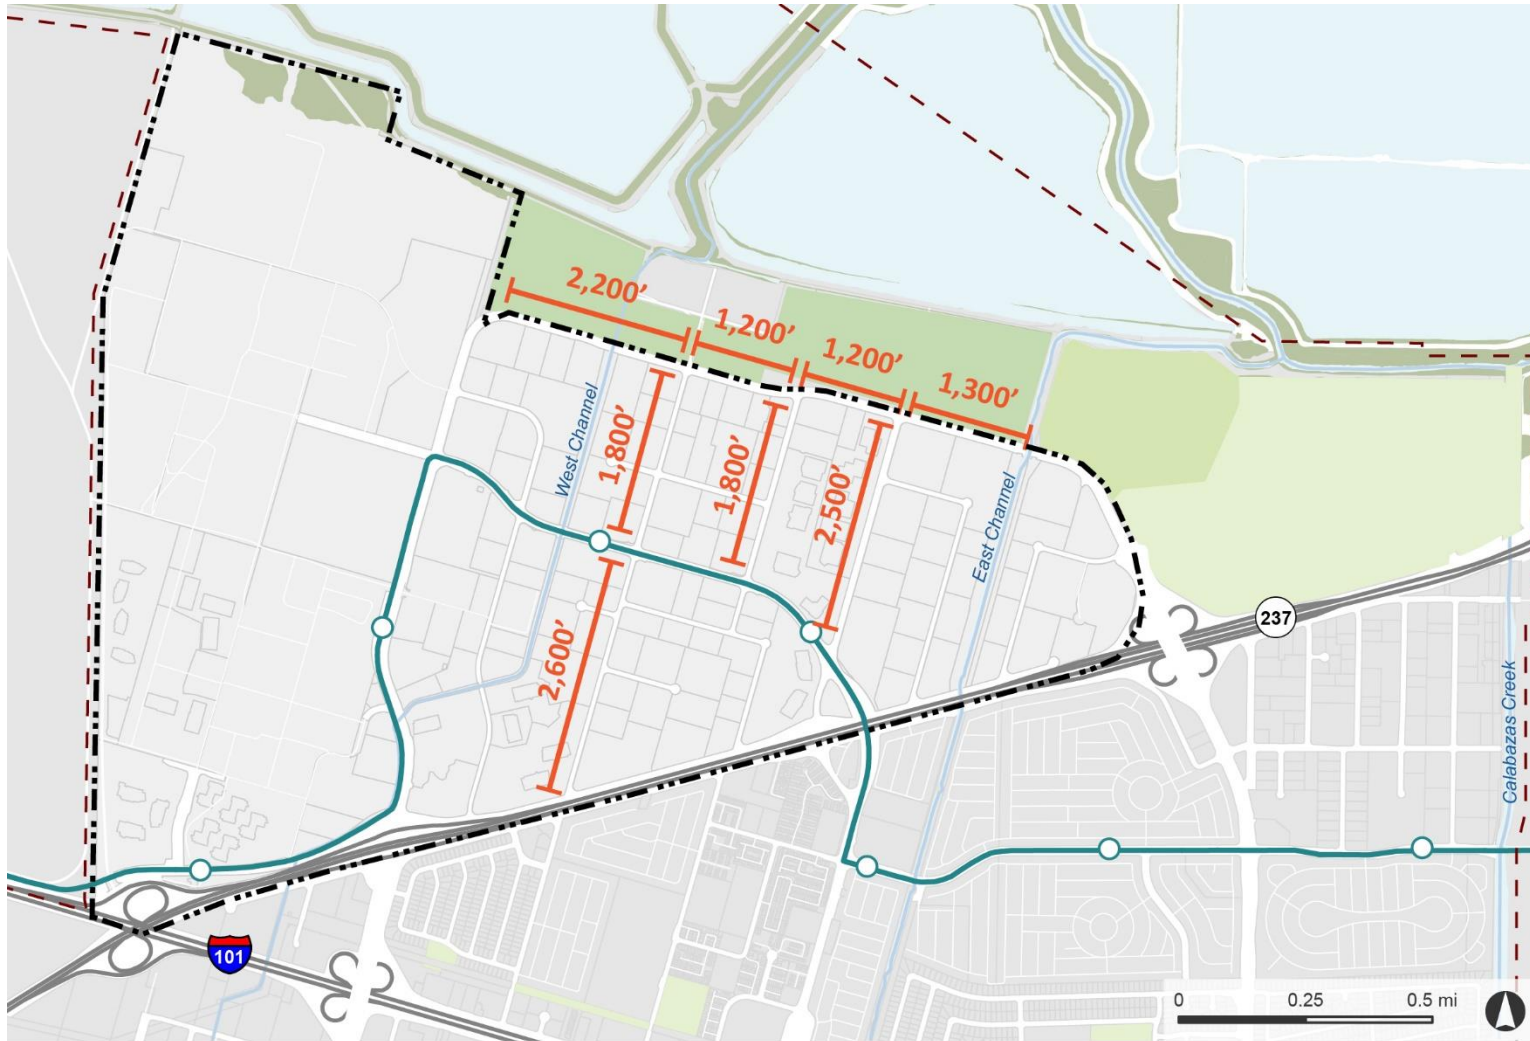 2,200’
1,200’
1,200’
1,300’
West Channel
1,800’
1,800’
2,500’
East Channel
2,600’
237
Calabazas Creek
101
0 0.25 0.5 mi